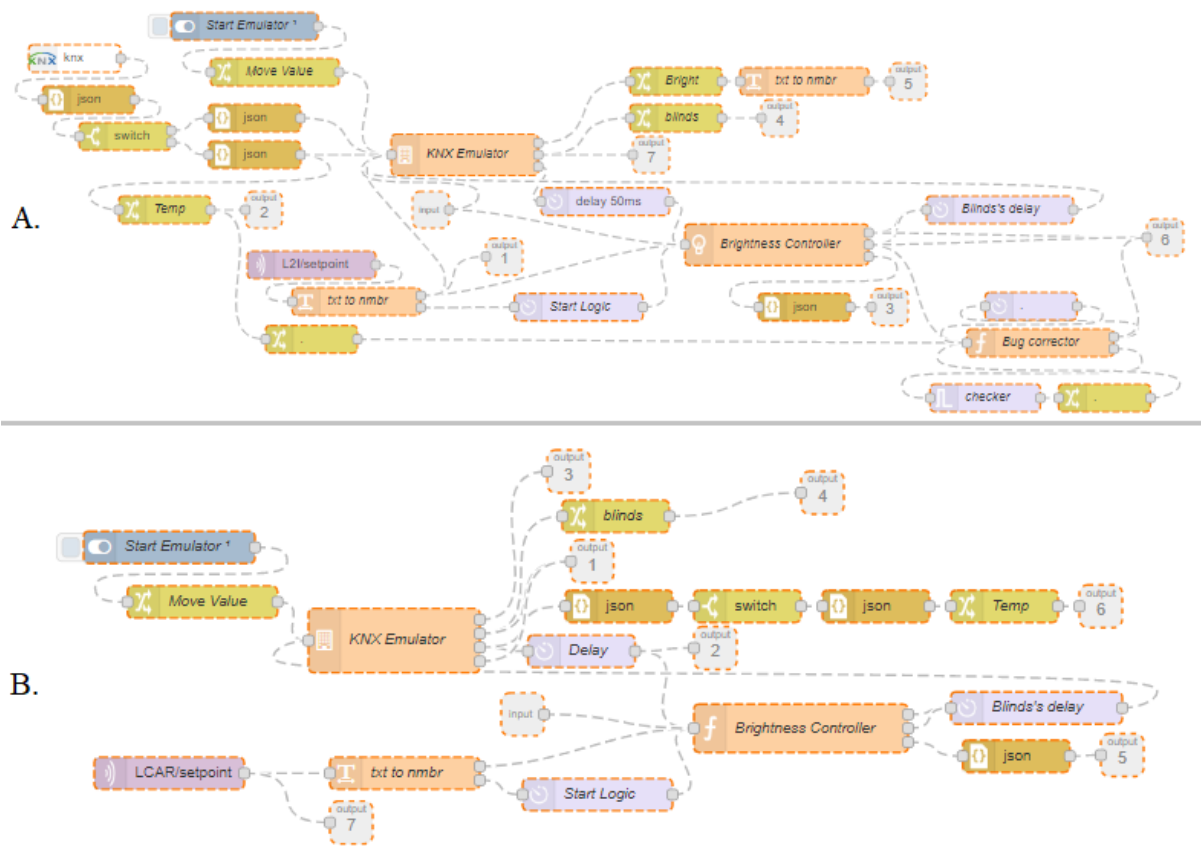 Start Emulator ¹
KNX knx
Move Value
json
switch
json
json
Bright
txt to nmbr
output
5
blinds
output
4
KNX Emulator
output
7
A.
Temp
output
2
input
delay 50ms
Blinds's delay
Brightness Controller
output
6
L2I/setpoint
output
1
txt to nmbr
Start Logic
json
output
3
.
.
Bug corrector
checker
.
output
3
output
4
blinds
Start Emulator ¹
output
1
Move Value
json
switch
json
Temp
output
6
KNX Emulator
Delay
output
2
B.
input
Blinds's delay
Brightness Controller
json
output
5
LCAR/setpoint
txt to nmbr
Start Logic
output
7